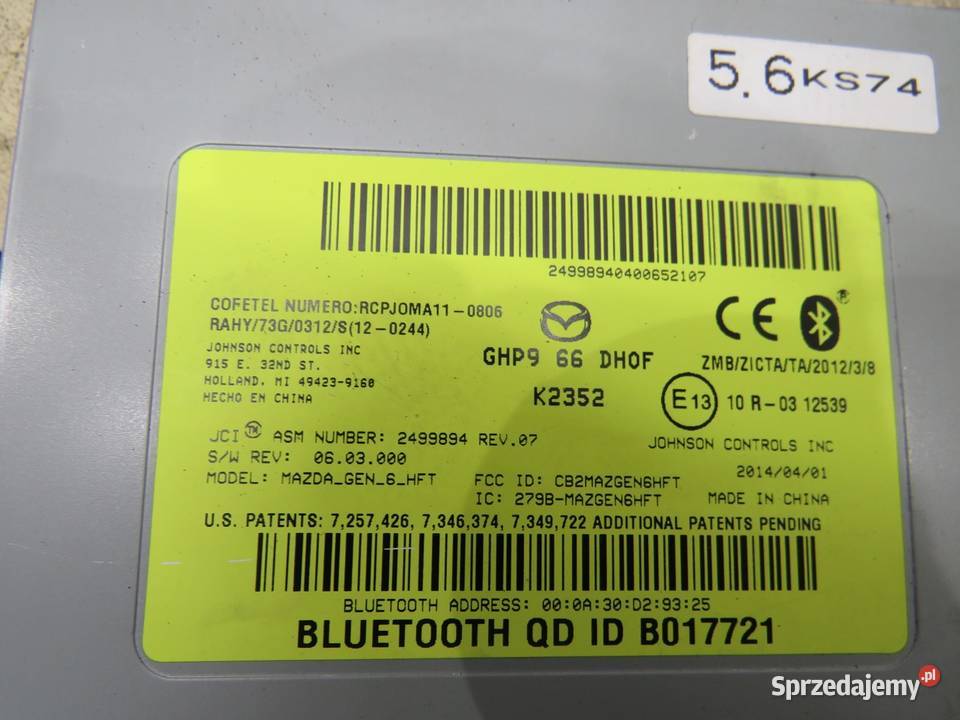 5.6KS74
24998940400652107
COFETEL NUMERO:RCPJOMA11-0806
RAHY/73G/0312/S(12-0244)
JOHNSON CONTROLS INC
915 E. 32ND ST.
HOLLAND, MI 49423-9160
HECHO EN CHINA
GHP9 66 DH0F
K2352
CE
ZMB/ZICTA/TA/2012/3/8
E13 10 R-03 12539
JCI™ ASM NUMBER: 2499894 REV.07
S/W REV: 06.03.000
MODEL: MAZDA_GEN_6_HFT
FCC ID: CB2MAZGEN6HFT
IC: 279B-MAZGEN6HFT
JOHNSON CONTROLS INC
2014/04/01
MADE IN CHINA
U.S. PATENTS: 7,257,426, 7,346,374, 7,349,722 ADDITIONAL PATENTS PENDING
BLUETOOTH ADDRESS: 00:0A:30:D2:93:25
BLUETOOTH QD ID B017721
Sprzedajemy.pl